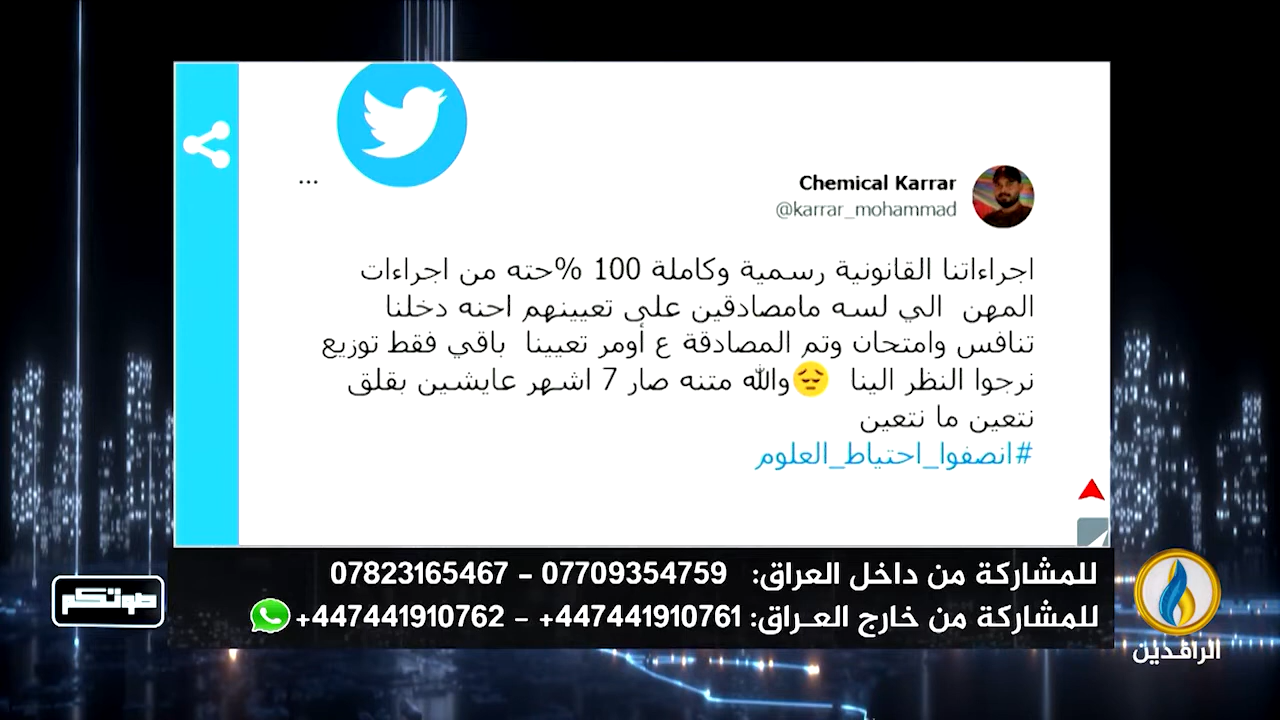 ...
Chemical Karrar
@karrar_mohammad
اجراءاتنا القانونية رسمية وكاملة 100 %حته من اجراءات
المهن الي لسه مامصادقين على تعيينهم احنه دخلنا
تنافس وامتحان وتم المصادقة ع أومر تعيينا باقي فقط توزيع
نرجوا النظر الينا 😔والله متنه صار 7 اشهر عايشين بقلق
نتعين ما نتعين
#انصفوا_احتياط_العلوم
للمشاركة من داخل العراق: 07709354759 - 07823165467
للمشاركة من خارج العـراق: 447441910761+ - 447441910762+
صوتكم
الرافدين